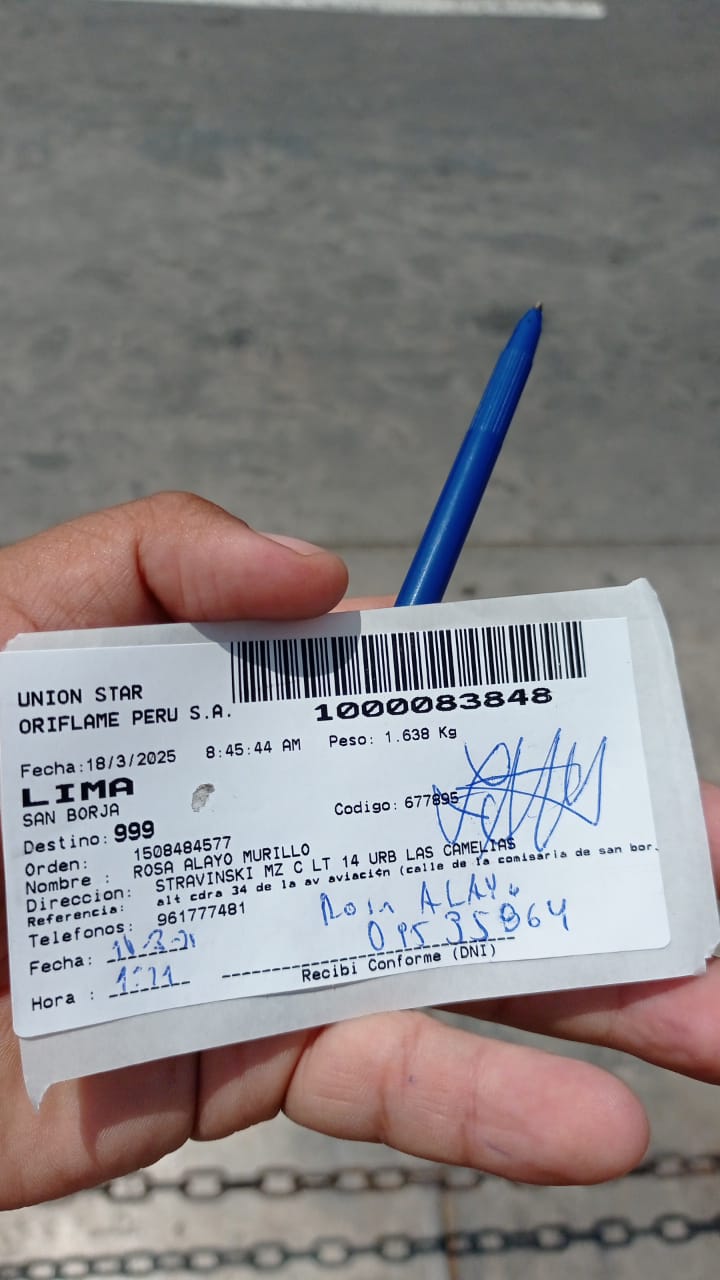 UNION STAR
ORIFLAME PERU S.A.
1000083848
Fecha:18/3/2025 8:45:44 AM Peso: 1.638 Kg
LIMA
SAN BORJA
Codigo: 677895
Destino: 999
Orden: 1508484577
Nombre : ROSA ALAYO MURILLO
Direccion: STRAVINSKI MZ C LT 14 URB LAS CAMELIAS
Referencia: alt cdra 34 de la av aviaci¢n (calle de la comisaria de san bor.
Telefonos: 961777481
ALAYO
Fecha:
Hora :
Recibi Conforme (DNI)